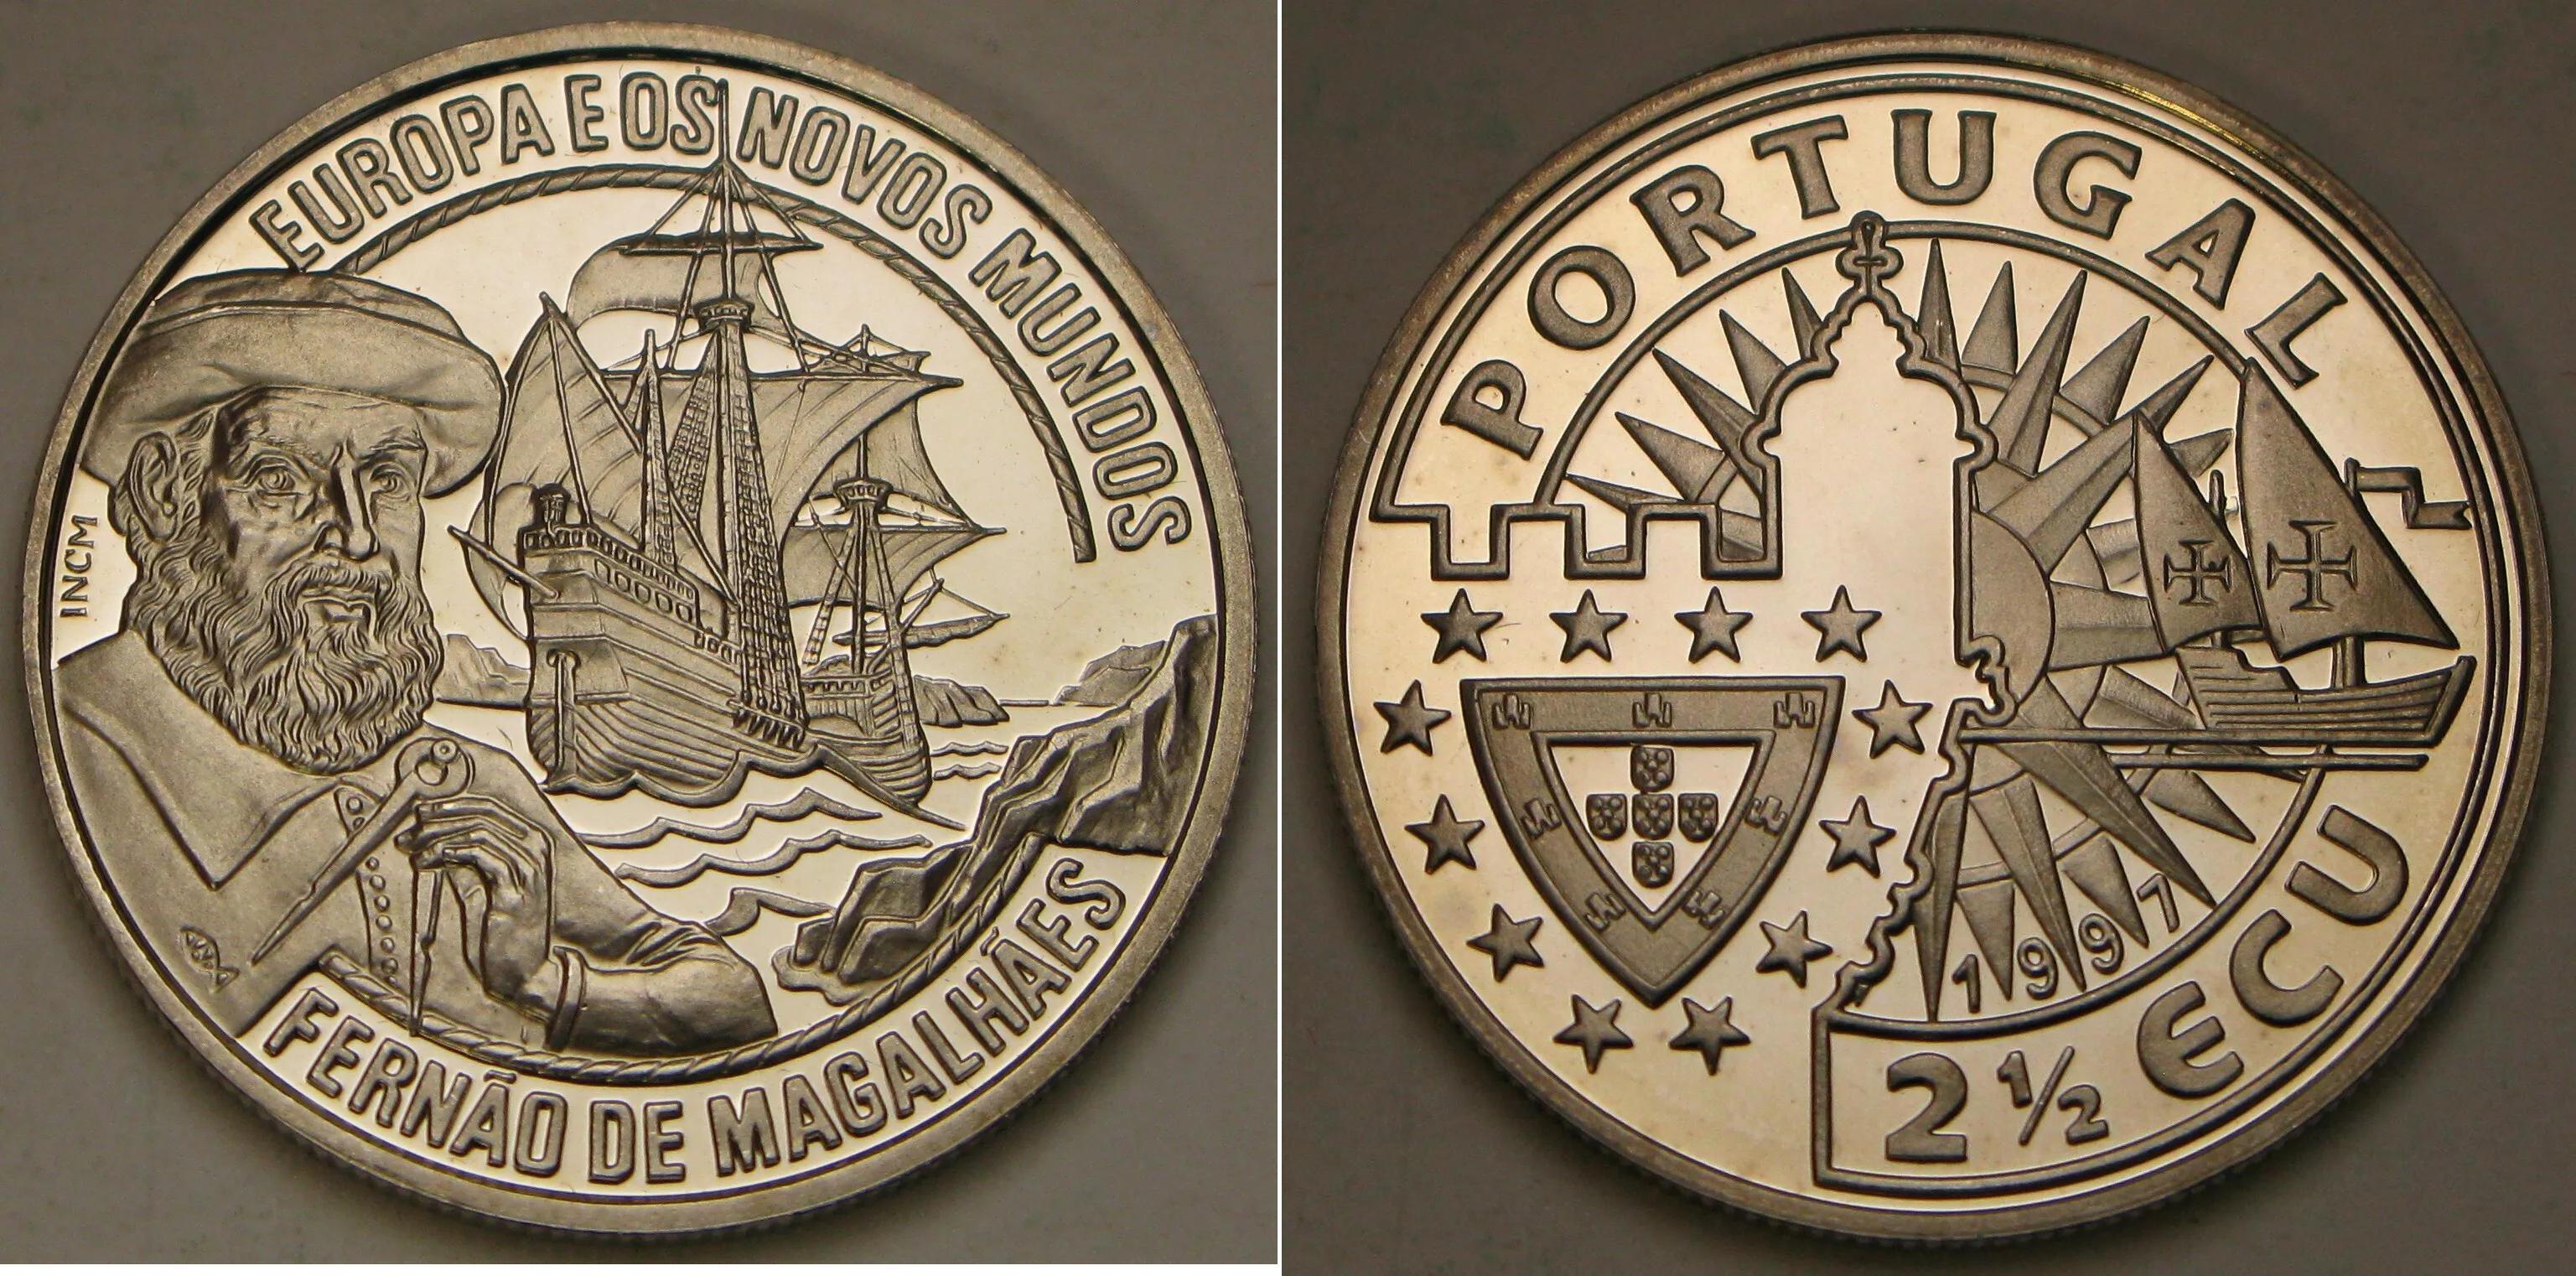 EUROPA E OS NOVOS MUNDOS
INCM
FERNÃO DE MAGALHÃES
PORTUGAL
1997
2 1/2 ECU